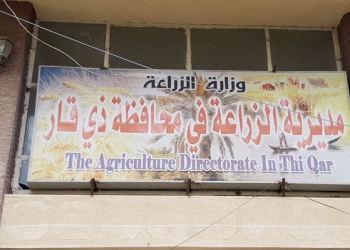 وزارة الزراعة
مديرية الزراعة في محافظة ذي قار
The Agriculture Directorate In Thi Qar